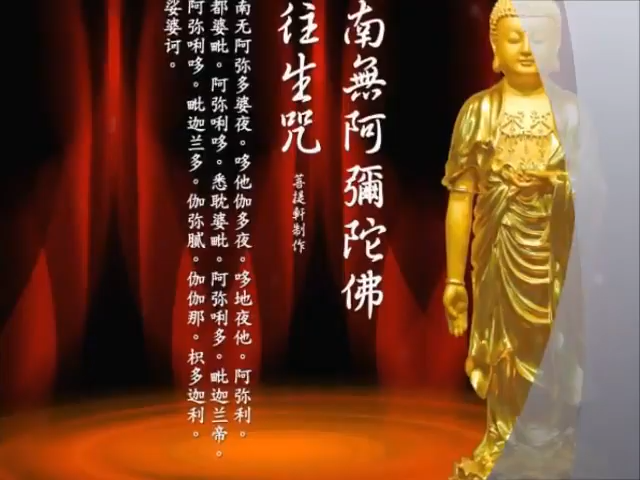 南無阿彌陀佛
往生咒
菩提軒制作
南无阿弥多婆夜。哆他伽多夜。哆地夜他。阿弥利。
都婆毗。阿弥唎哆。悉耽婆毗。阿弥唎多。毗迦兰帝。
阿弥唎哆。毗迦兰多。伽弥腻。伽伽那。枳多迦利。
娑婆诃。